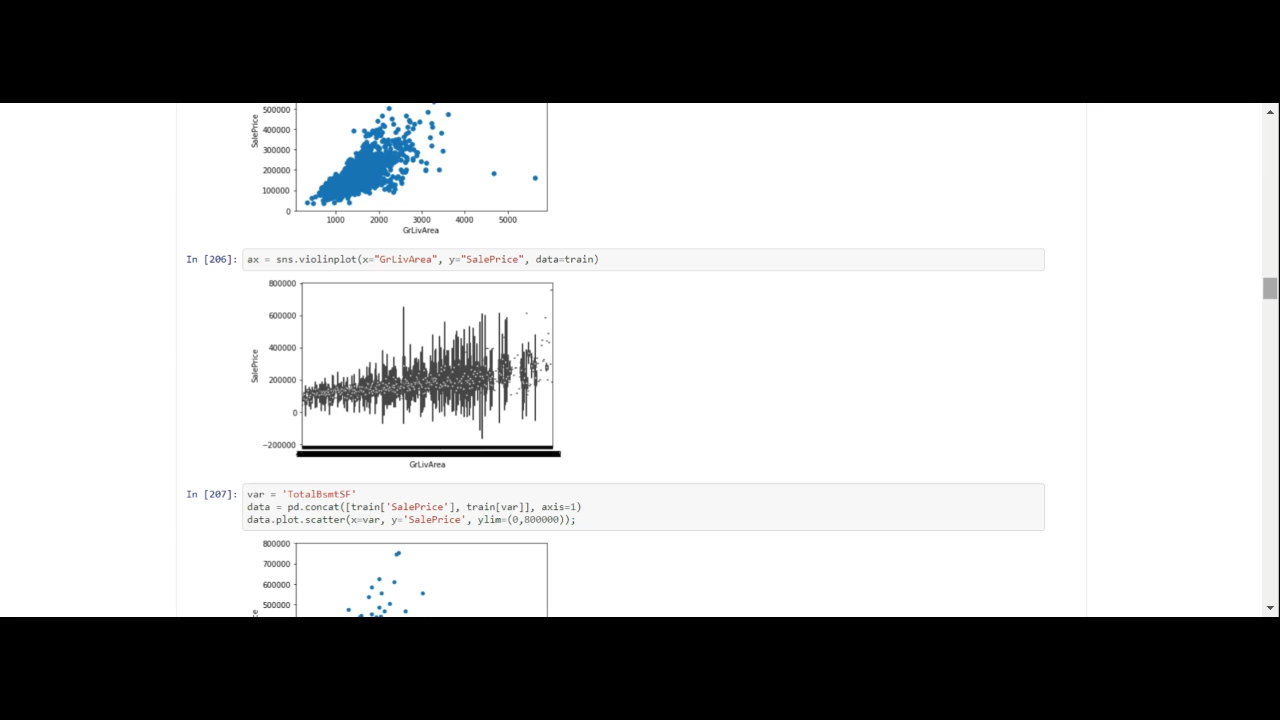 500000
400000
300000
200000
100000
0
SalePrice
1000 2000 3000 4000 5000
GrLivArea
In [206]: ax = sns.violinplot(x="GrLivArea", y="SalePrice", data=train)
800000
600000
400000
200000
0
−200000
SalePrice
GrLivArea
In [207]: var = 'TotalBsmtSF'
data = pd.concat([train['SalePrice'], train[var]], axis=1)
data.plot.scatter(x=var, y='SalePrice', ylim=(0,800000));
800000
700000
600000
500000